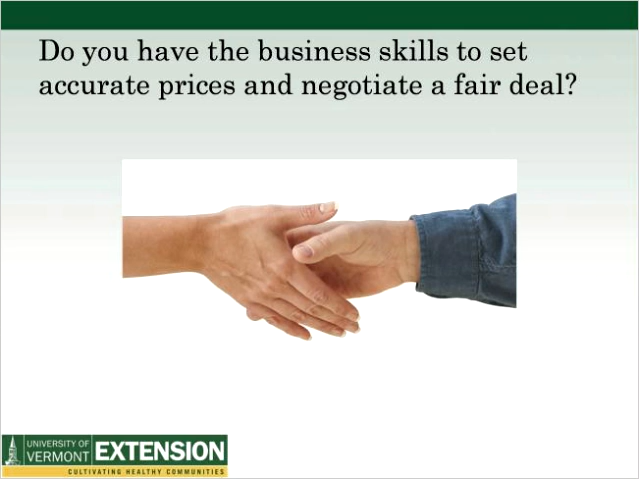 Do you have the business skills to set
accurate prices and negotiate a fair deal?
UNIVERSITY OF
VERMONT
EXTENSION
CULTIVATING HEALTHY COMMUNITIES